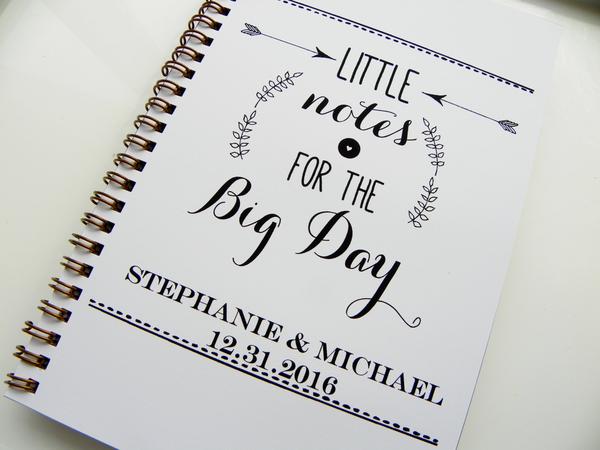 LITTLE
notes
FOR THE
Big Day
STEPHANIE & MICHAEL
12.31.2016